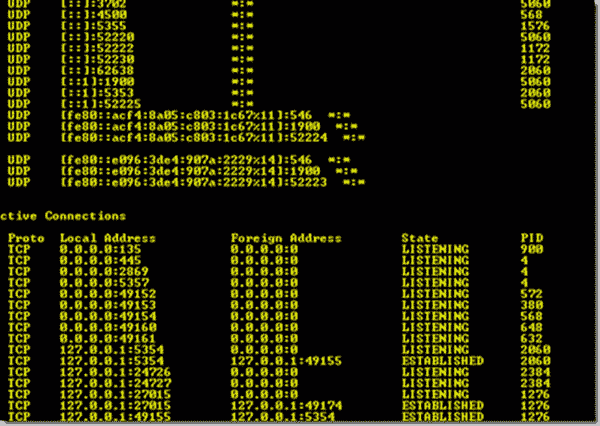 UDP [::]:3702 *:* 5060
UDP [::]:4500 *:* 568
UDP [::]:5355 *:* 1576
UDP [::]:52220 *:* 5060
UDP [::]:52222 *:* 1172
UDP [::]:52230 *:* 1172
UDP [::]:62638 *:* 2060
UDP [::1]:1900 *:* 5060
UDP [::1]:5353 *:* 2060
UDP [::1]:52225 *:* 5060
UDP [fe80::acf4:8a05:c803:1c67%11]:546 *:*
UDP [fe80::acf4:8a05:c803:1c67%11]:1900 *:*
UDP [fe80::acf4:8a05:c803:1c67%11]:52224 *:*
UDP [fe80::e096:3de4:907a:2229%14]:546 *:*
UDP [fe80::e096:3de4:907a:2229%14]:1900 *:*
UDP [fe80::e096:3de4:907a:2229%14]:52223 *:*
ctive Connections
Proto Local Address Foreign Address State PID
TCP 0.0.0.0:135 0.0.0.0:0 LISTENING 900
TCP 0.0.0.0:445 0.0.0.0:0 LISTENING 4
TCP 0.0.0.0:2869 0.0.0.0:0 LISTENING 4
TCP 0.0.0.0:5357 0.0.0.0:0 LISTENING 4
TCP 0.0.0.0:49152 0.0.0.0:0 LISTENING 572
TCP 0.0.0.0:49153 0.0.0.0:0 LISTENING 380
TCP 0.0.0.0:49154 0.0.0.0:0 LISTENING 568
TCP 0.0.0.0:49160 0.0.0.0:0 LISTENING 648
TCP 0.0.0.0:49161 0.0.0.0:0 LISTENING 632
TCP 127.0.0.1:5354 0.0.0.0:0 LISTENING 2060
TCP 127.0.0.1:5354 127.0.0.1:49155 ESTABLISHED 2060
TCP 127.0.0.1:24726 0.0.0.0:0 LISTENING 2384
TCP 127.0.0.1:24727 0.0.0.0:0 LISTENING 2384
TCP 127.0.0.1:27015 0.0.0.0:0 LISTENING 1276
TCP 127.0.0.1:27015 127.0.0.1:49174 ESTABLISHED 1276
TCP 127.0.0.1:49155 127.0.0.1:5354 ESTABLISHED 1276